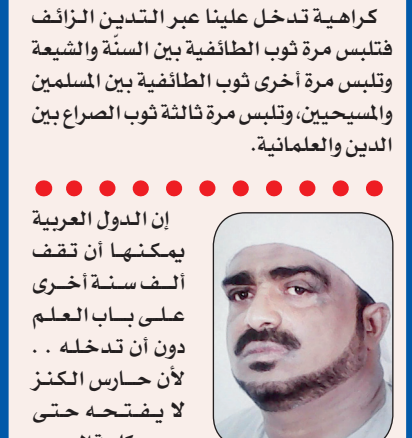 كراهية تدخل علينا عبر التدين الزائف
فتلبس مرة ثوب الطائفية بين السنّة والشيعة
وتلبس مرة أخرى ثوب الطائفية بين المسلمين
والمسيحيين، وتلبس مرة ثالثة ثوب الصراع بين
الدين والعلمانية.
إن الدول العربية
يمكنها أن تقف
ألف سنة أخرى
على باب العلم
دون أن تدخله . .
لأن حارس الكنز
لا يفتحه حتى